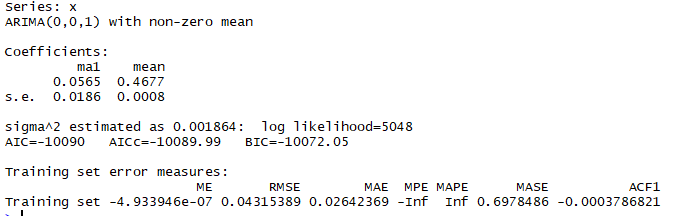 Series: x
ARIMA(0,0,1) with non-zero mean
Coefficients:
ma1 mean
0.0565 0.4677
s.e. 0.0186 0.0008
sigma^2 estimated as 0.001864: log likelihood=5048
AIC=-10090 AICc=-10089.99 BIC=-10072.05
Training set error measures:
ME RMSE MAE MPE MAPE MASE ACF1
Training set -4.933946e-07 0.04315389 0.02642369 -Inf Inf 0.6978486 -0.0003786821
>